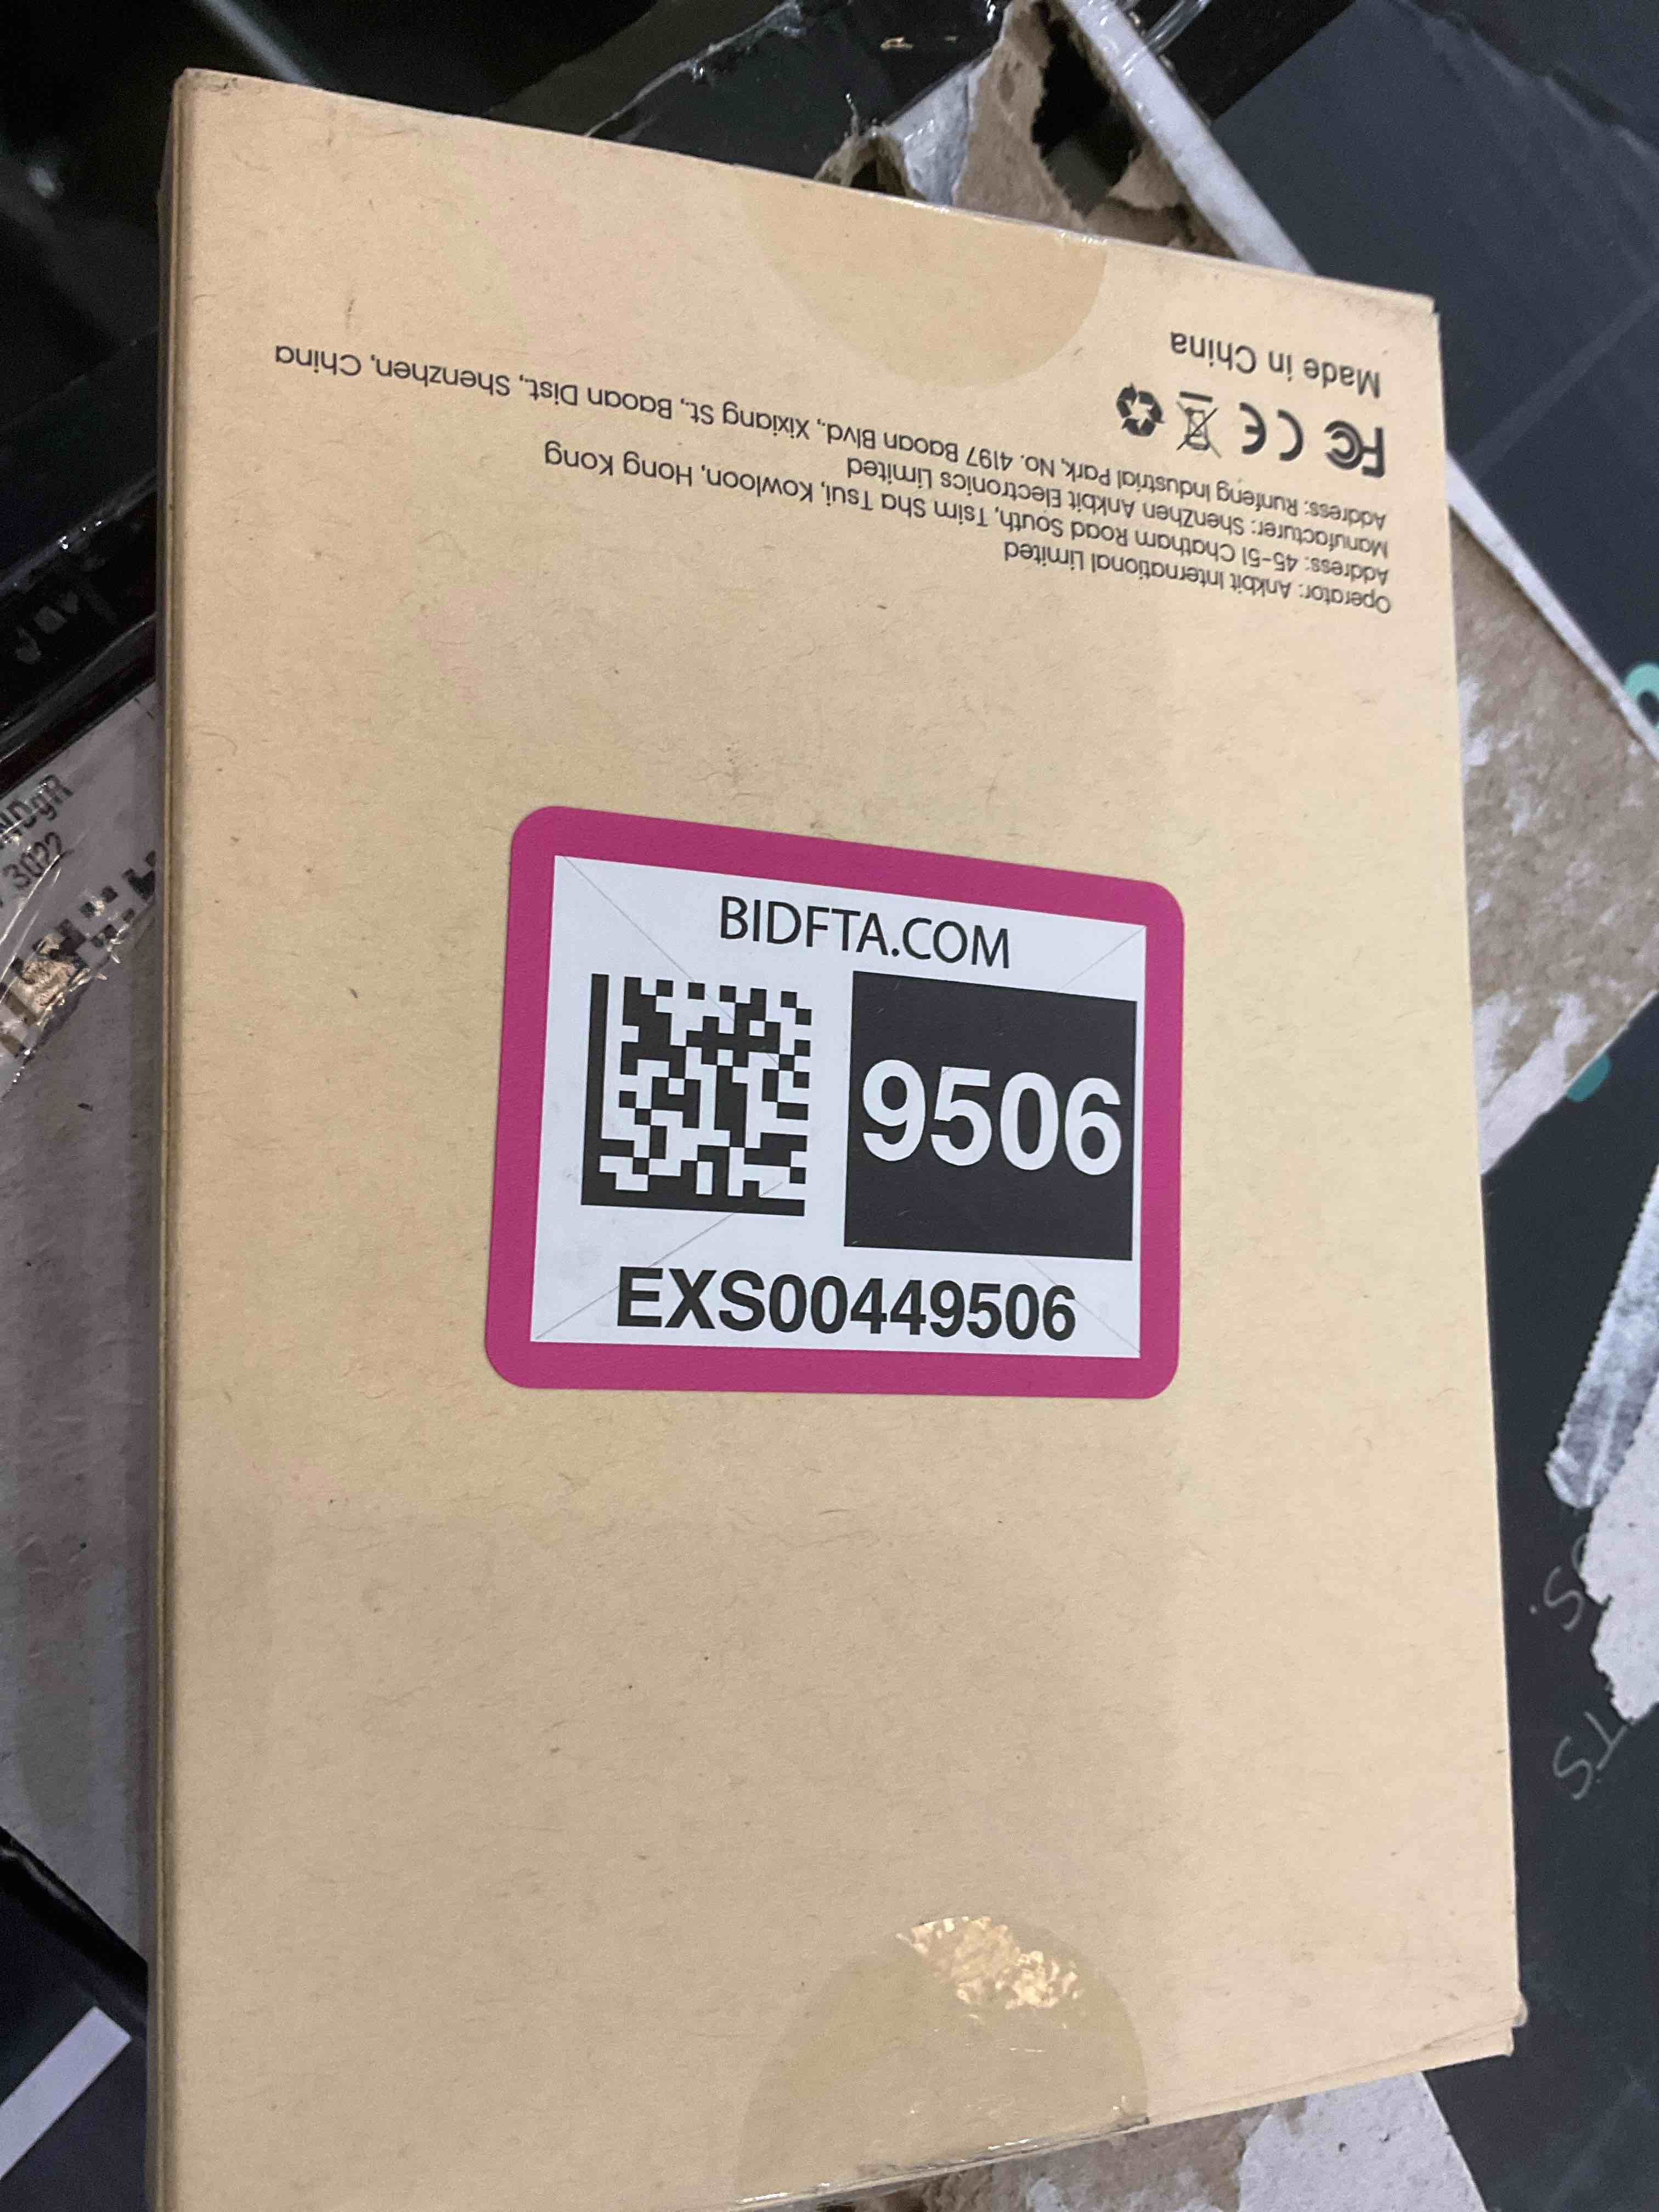 BIDFTA.COM
9506
EXS00449506
Operator: Ankbit International Limited
Address: 45-51 Chatham Road South, Tsim Sha Tsui, Kowloon, Hong Kong
Manufacturer: ShenZhen Ankbit Electronics Limited
Address: Runfeng Industrial Park, No. 4197 Baoan Blvd., Xixiang St., Baoan Dist., Shenzhen, China
FC CE
Made in China
3022